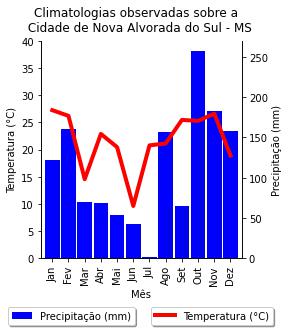 Climatologias observadas sobre a
Cidade de Nova Alvorada do Sul - MS
40
35
30
25
20
15
10
5
0
Temperatura (°C)
250
200
150
100
50
0
Precipitação (mm)
Jan
Fev
Mar
Abr
Mai
Jun
Jul
Ago
Set
Out
Nov
Dez
Mês
Precipitação (mm)
Temperatura (°C)